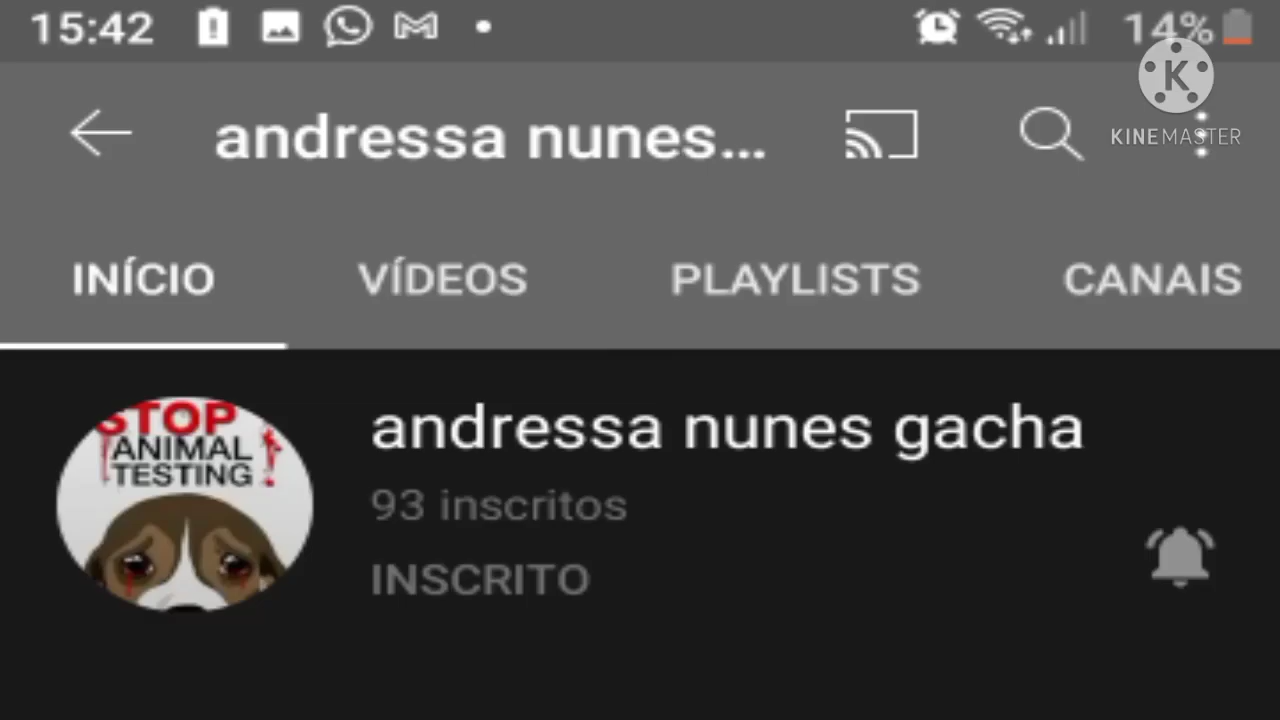 15:42 14%
andressa nunes...
KINEMASTER
INÍCIO VÍDEOS PLAYLISTS CANAIS
STOP
ANIMAL
TESTING !
andressa nunes gacha
93 inscritos
INSCRITO